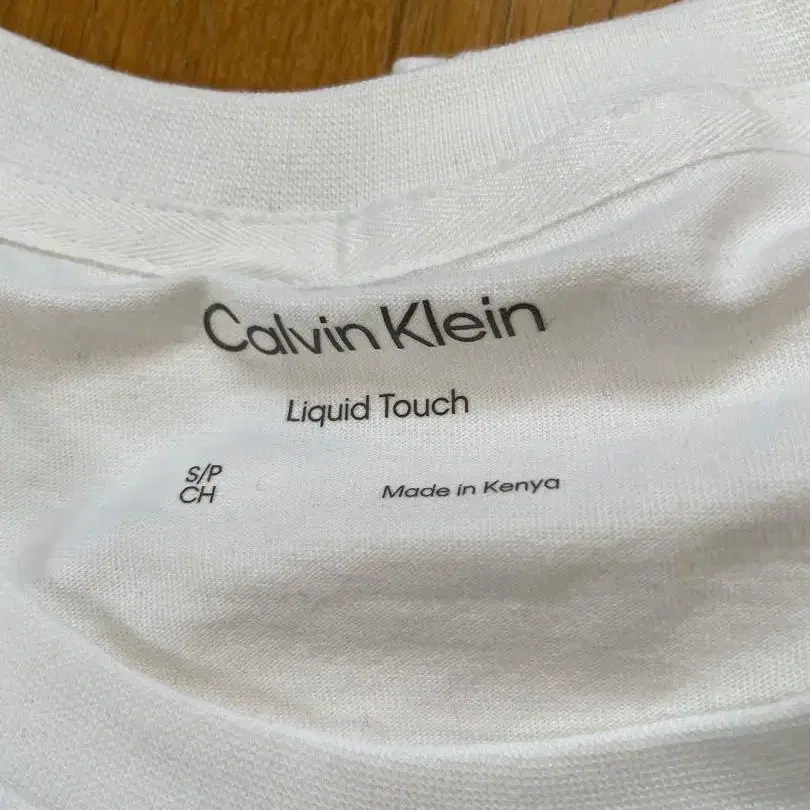 Calvin Klein
Liquid Touch
S/P
CH
Made in Kenya